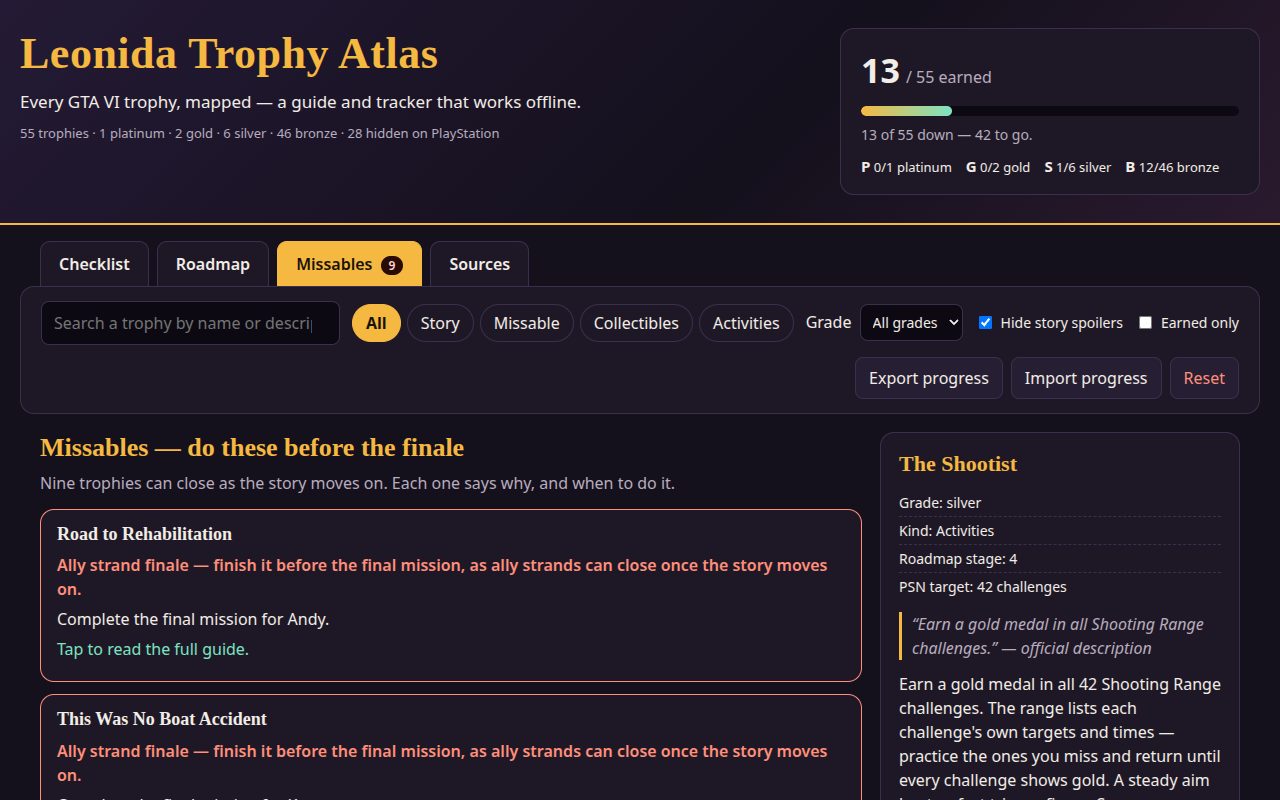 Leonida Trophy Atlas
Every GTA VI trophy, mapped — a guide and tracker that works offline.
55 trophies · 1 platinum · 2 gold · 6 silver · 46 bronze · 28 hidden on PlayStation
13 / 55 earned
13 of 55 down — 42 to go.
P 0/1 platinum G 0/2 gold S 1/6 silver B 12/46 bronze
Checklist Roadmap Missables 9 Sources
Search a trophy by name or descri
All Story Missable Collectibles Activities Grade All grades Hide story spoilers Earned only
Export progress Import progress Reset
Missables — do these before the finale
Nine trophies can close as the story moves on. Each one says why, and when to do it.
Road to Rehabilitation
Ally strand finale — finish it before the final mission, as ally strands can close once the story moves
on.
Complete the final mission for Andy.
Tap to read the full guide.
This Was No Boat Accident
Ally strand finale — finish it before the final mission, as ally strands can close once the story moves
on.
The Shootist
Grade: silver
Kind: Activities
Roadmap stage: 4
PSN target: 42 challenges
“Earn a gold medal in all Shooting Range
challenges.” — official description
Earn a gold medal in all 42 Shooting Range
challenges. The range lists each
challenge's own targets and times —
practice the ones you miss and return until
every challenge shows gold. A steady aim